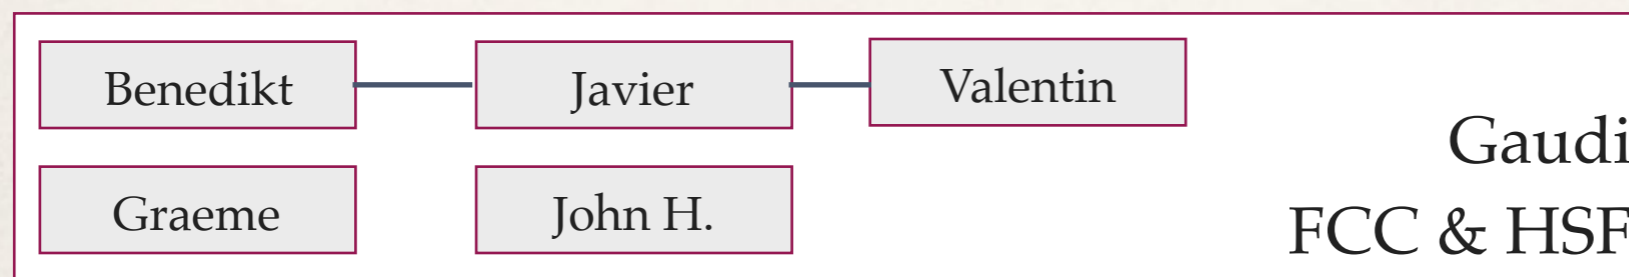 Benedikt
Javier
Valentin
Graeme
John H.
Gaudi
FCC & HSF